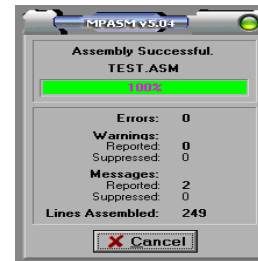 MPASM v5.04
Assembly Successful.
TEST.ASM
100%
Errors: 0
Warnings:
Reported: 0
Suppressed: 0
Messages:
Reported: 2
Suppressed: 0
Lines Assembled: 249
Cancel